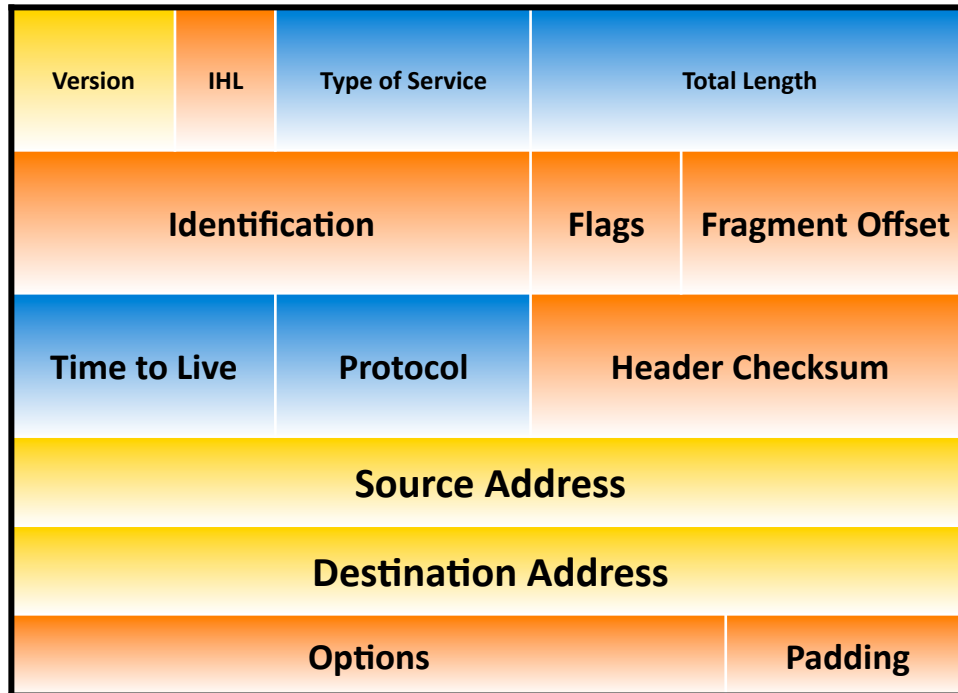 Version IHL Type of Service Total Length
Identification Flags Fragment Offset
Time to Live Protocol Header Checksum
Source Address
Destination Address
Options Padding